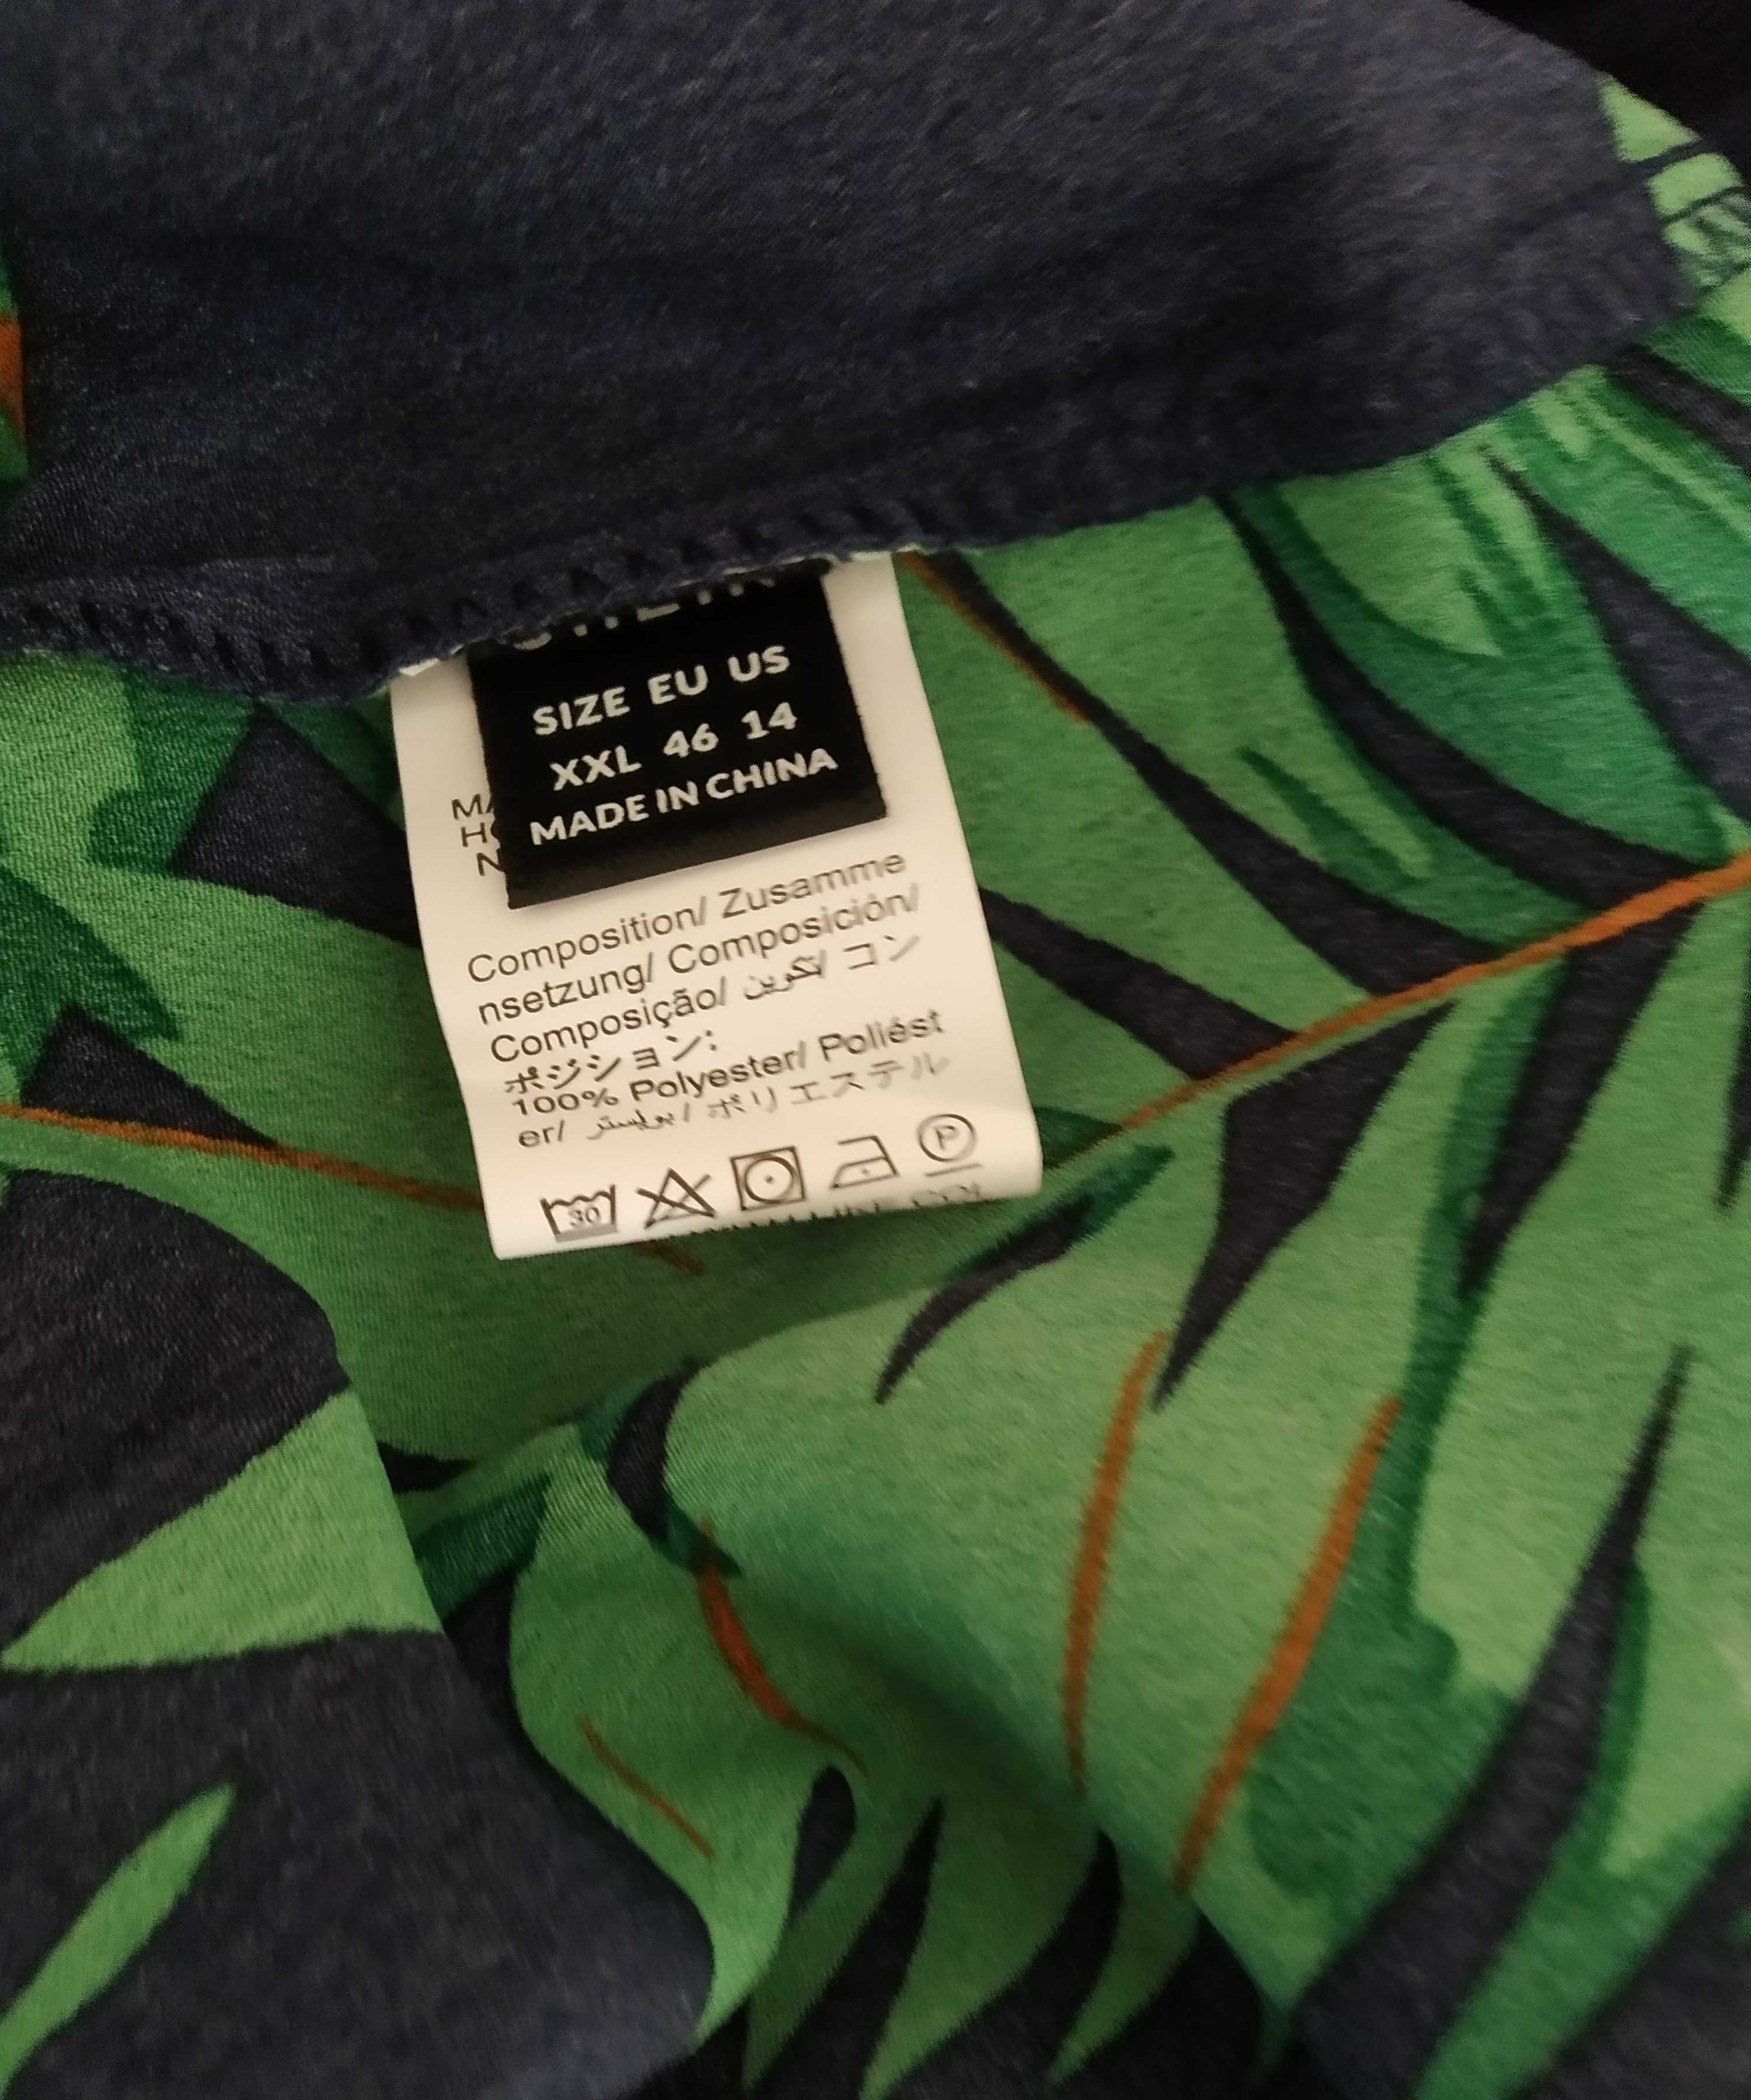 SIZE EU US
XXL 46 14
MADE IN CHINA
Composition/ Zusamme
nsetzung/ Composición/
Composição/ تكوين/ コン
ポジション:
100% Polyester/ Poliést
er/ بوليستر/ ポリエステル
30 P